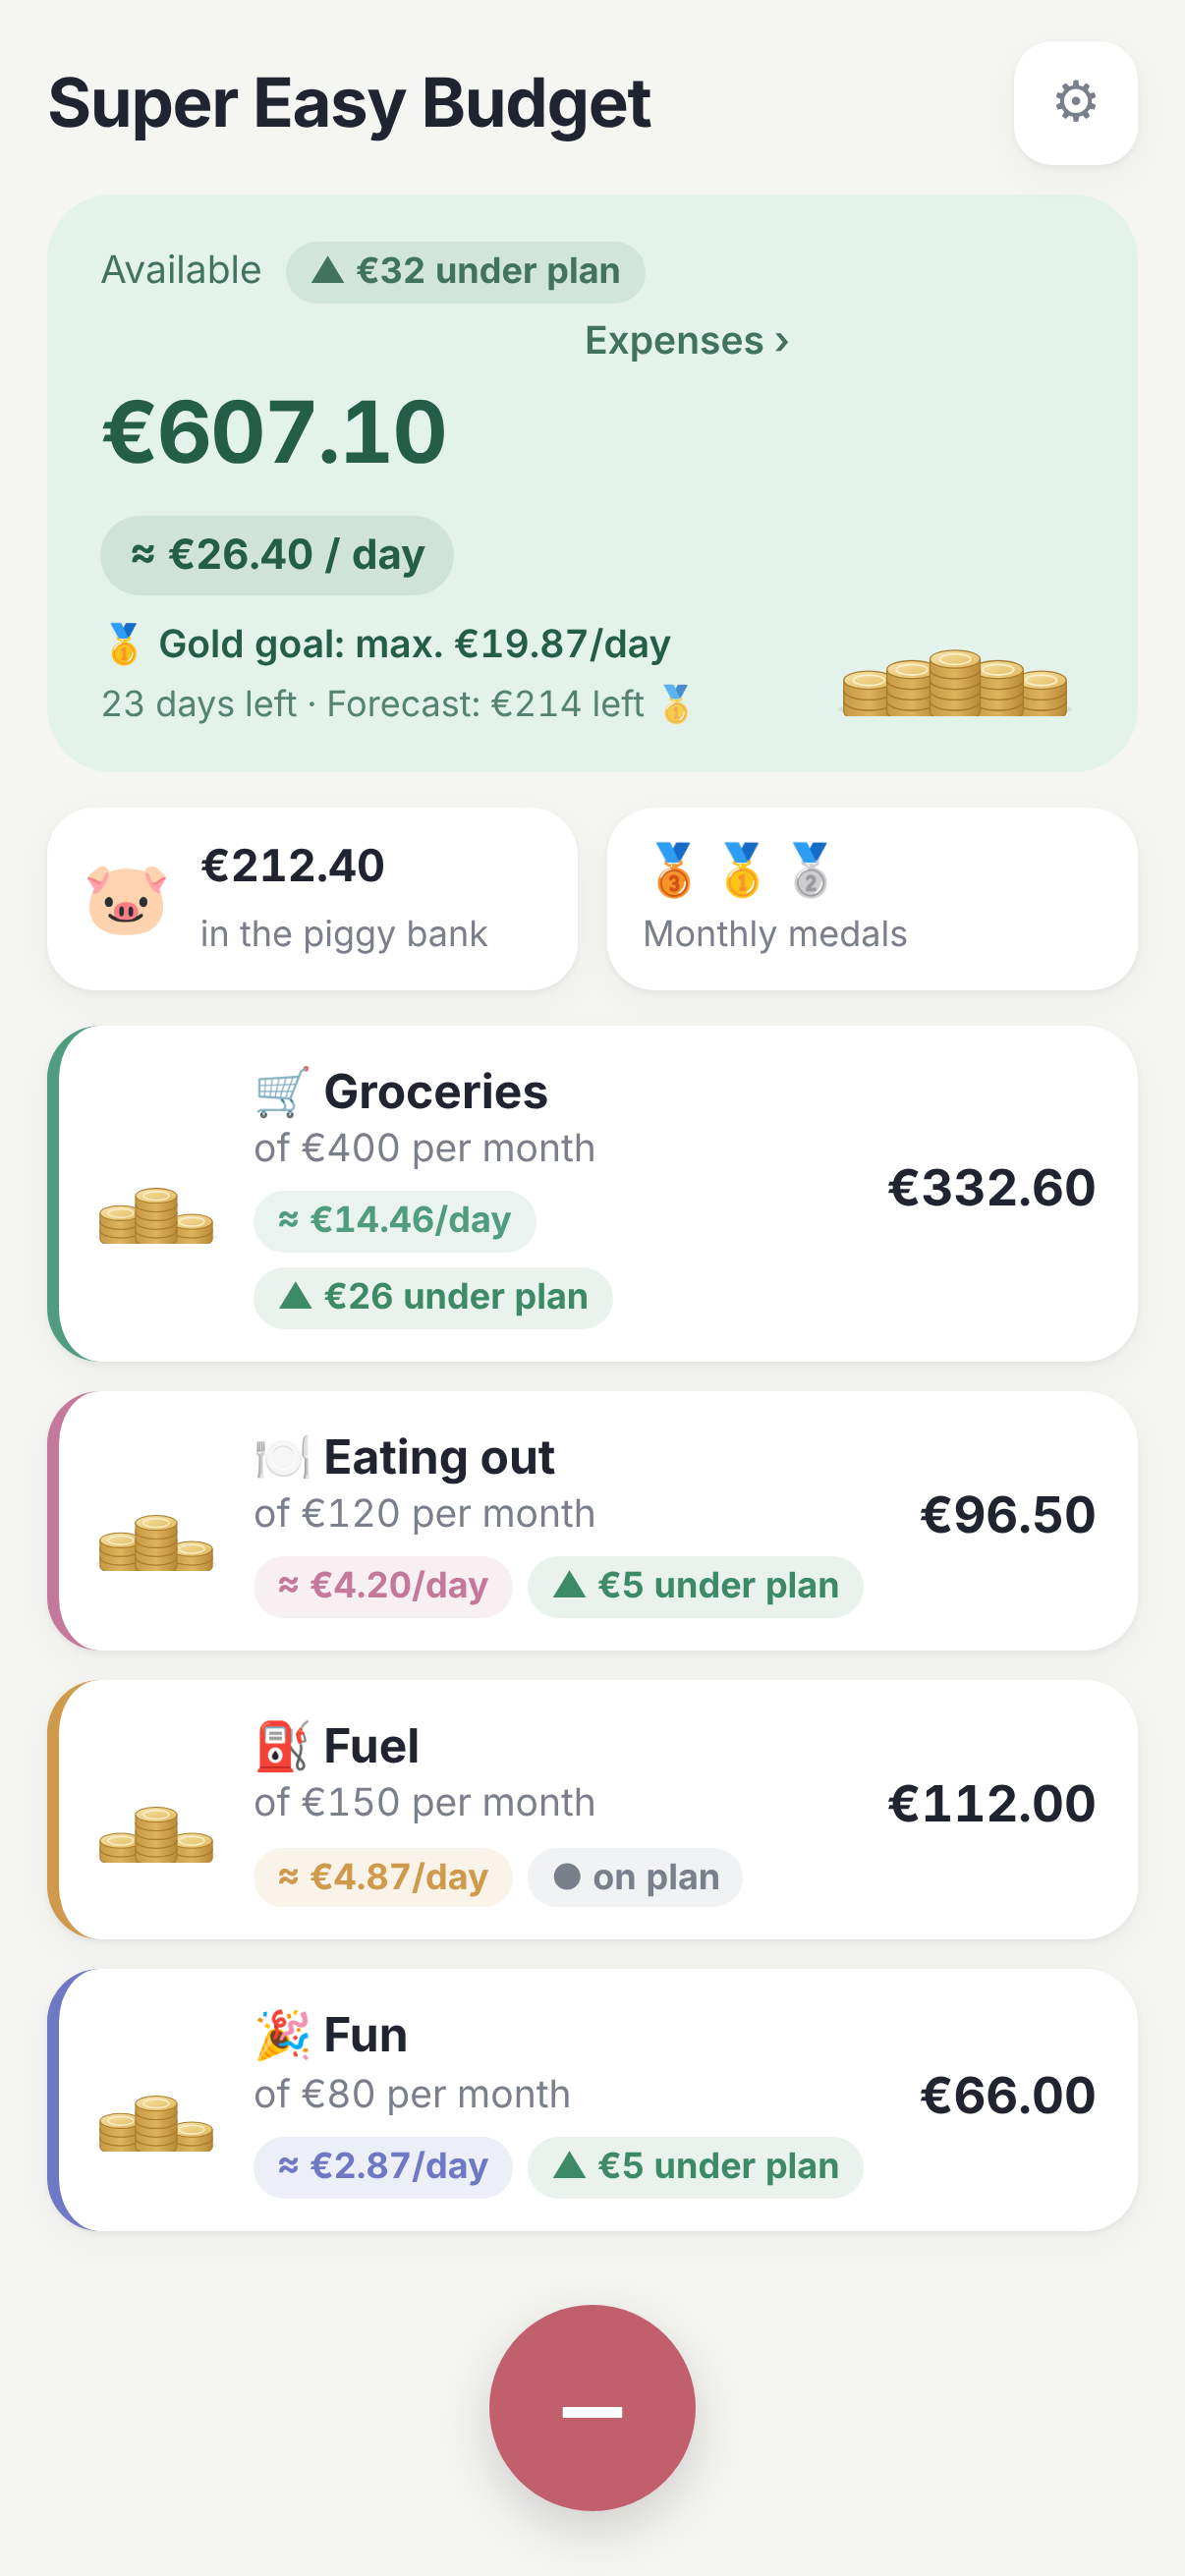 Super Easy Budget
Available ▲ €32 under plan
Expenses ›
€607.10
≈ €26.40 / day
🥇 Gold goal: max. €19.87/day
23 days left · Forecast: €214 left 🥇
€212.40
in the piggy bank
🥉 🥇 🥈
Monthly medals
🛒 Groceries
of €400 per month
€332.60
≈ €14.46/day
▲ €26 under plan
🍽️ Eating out
of €120 per month
€96.50
≈ €4.20/day ▲ €5 under plan
⛽ Fuel
of €150 per month
€112.00
≈ €4.87/day ● on plan
🎉 Fun
of €80 per month
€66.00
≈ €2.87/day ▲ €5 under plan
–